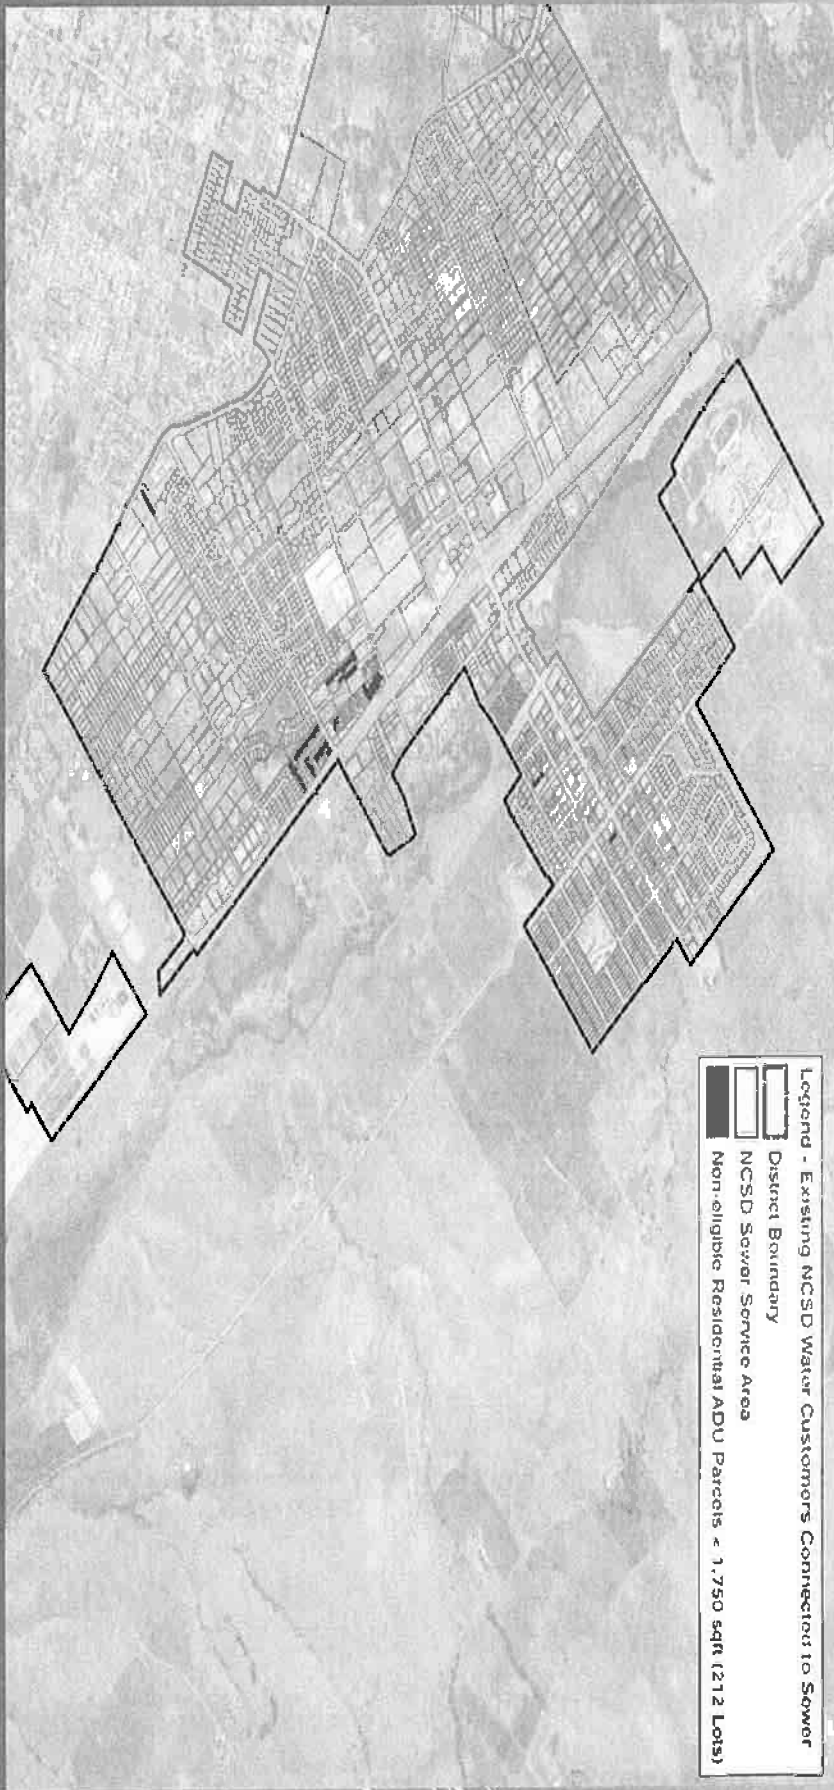 Legend - Existing NCSD Water Customers Connected to Sewer
District Boundary
NCSD Sewer Service Area
Non-eligible Residential ADU Parcels < 1,750 sqft (212 Lots)